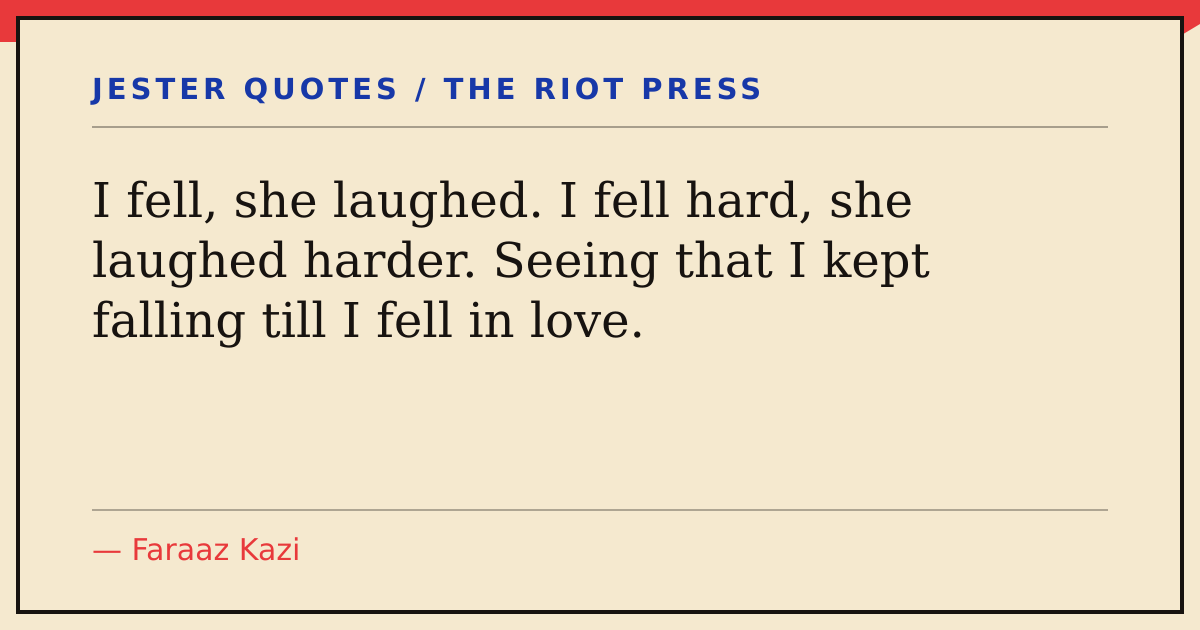 JESTER QUOTES / THE RIOT PRESS
I fell, she laughed. I fell hard, she
laughed harder. Seeing that I kept
falling till I fell in love.
— Faraaz Kazi